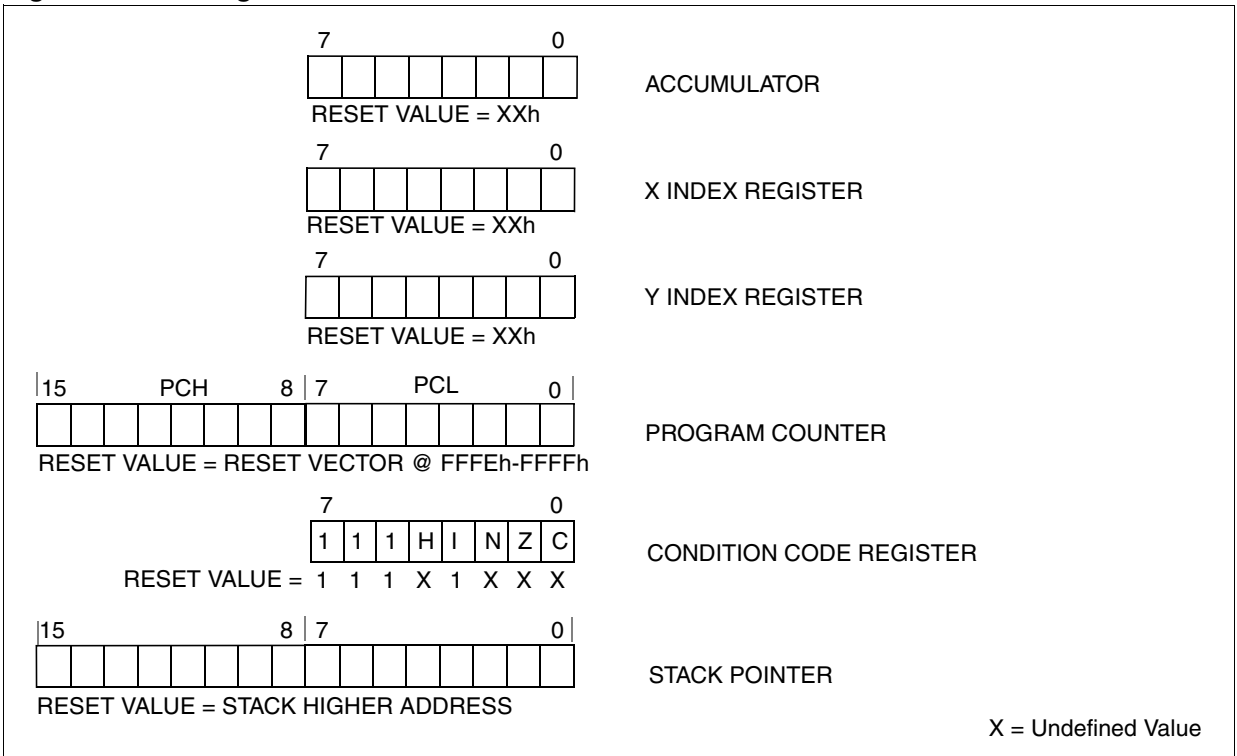 7 0
ACCUMULATOR
RESET VALUE = XXh
7 0
X INDEX REGISTER
RESET VALUE = XXh
7 0
Y INDEX REGISTER
RESET VALUE = XXh
15 PCH 8 7 PCL 0
PROGRAM COUNTER
RESET VALUE = RESET VECTOR @ FFFEh-FFFFh
7 0
1 1 1 H I N Z C
CONDITION CODE REGISTER
RESET VALUE = 1 1 1 X 1 X X X
15 8 7 0
STACK POINTER
RESET VALUE = STACK HIGHER ADDRESS
X = Undefined Value